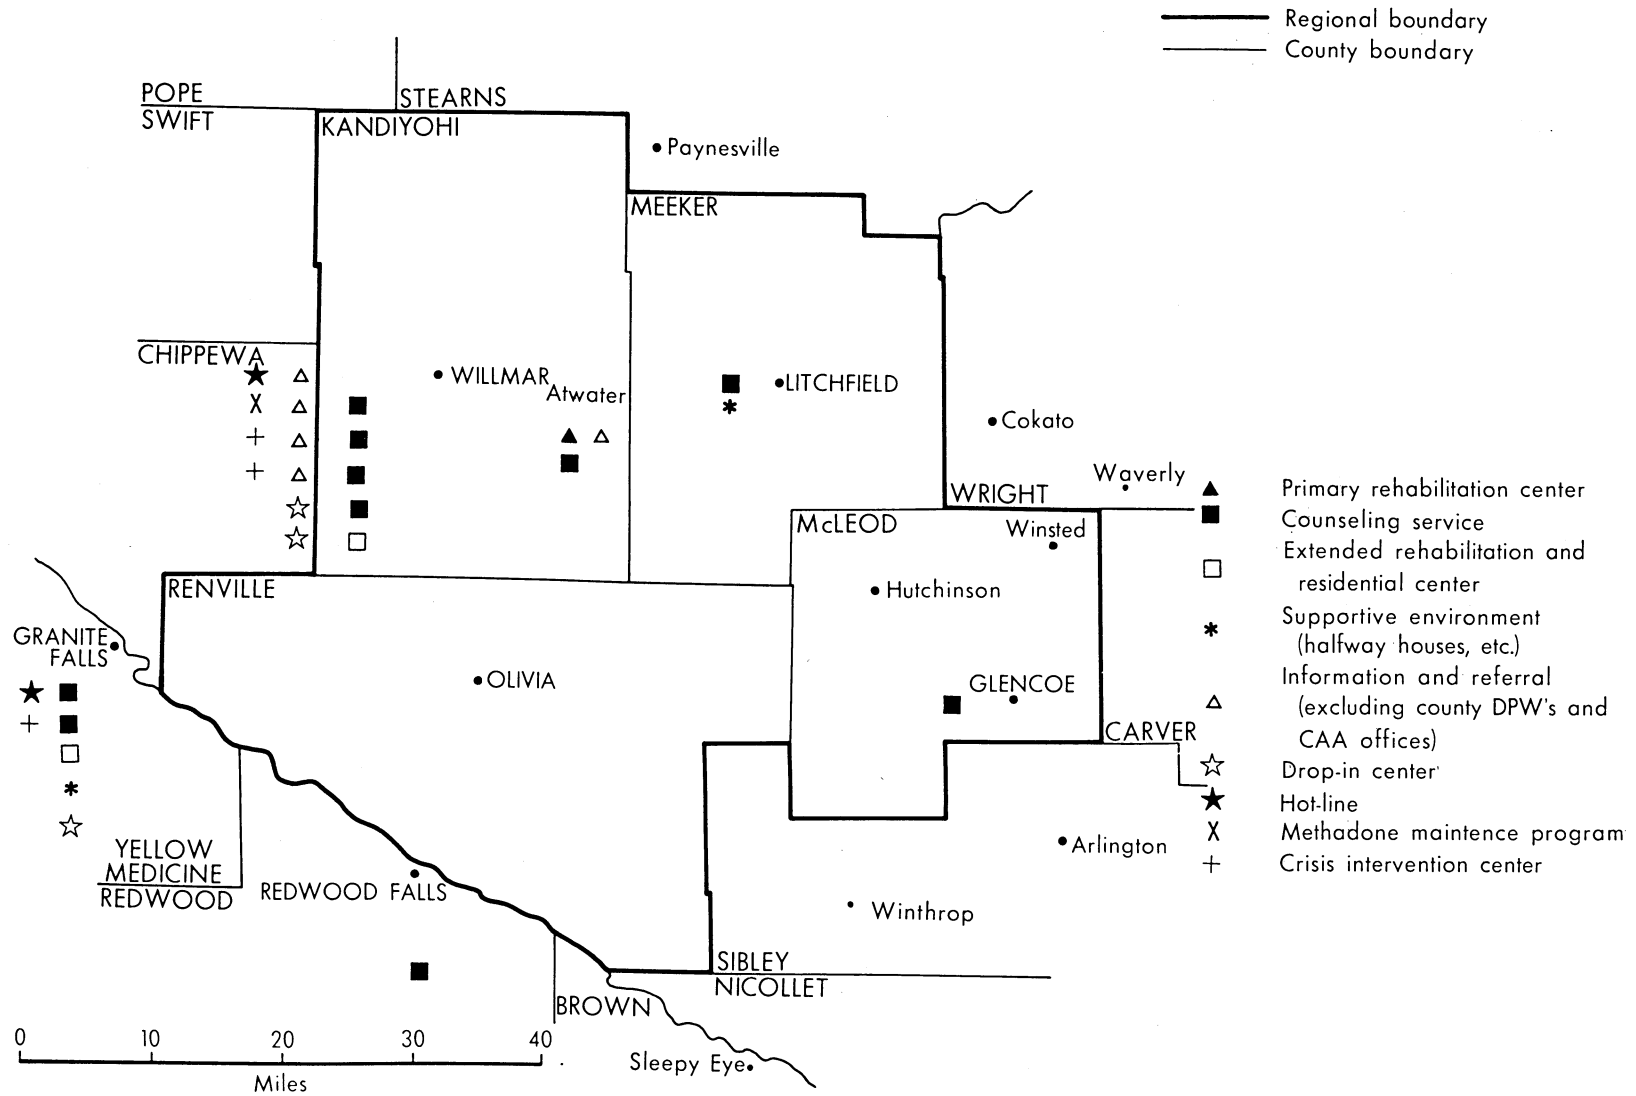 Regional boundary
County boundary
POPE
STEARNS
SWIFT
KANDIYOHI
Paynesville
MEEKER
CHIPPEWA
WILLMAR
Atwater
LITCHFIELD
Cokato
Waverly
WRIGHT
McLEOD
Winsted
Primary rehabilitation center
Counseling service
Extended rehabilitation and
residential center
RENVILLE
Hutchinson
Supportive environment
(halfway houses, etc.)
GRANITE
FALLS
OLIVIA
GLENCOE
Information and referral
(excluding county DPW's and
CAA offices)
CARVER
Drop-in center
Hot-line
Methadone maintence program
Crisis intervention center
YELLOW
MEDICINE
REDWOOD
REDWOOD FALLS
Arlington
Winthrop
SIBLEY
NICOLLET
BROWN
Sleepy Eye
0 10 20 30 40
Miles